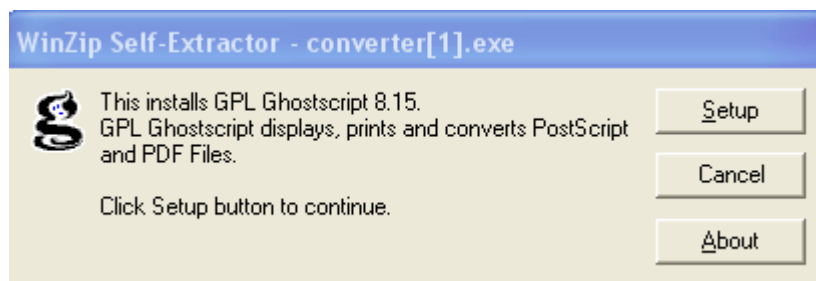 WinZip Self-Extractor - converter[1].exe
This installs GPL Ghostscript 8.15.
GPL Ghostscript displays, prints and converts PostScript
and PDF Files.
Click Setup button to continue.
Setup
Cancel
About